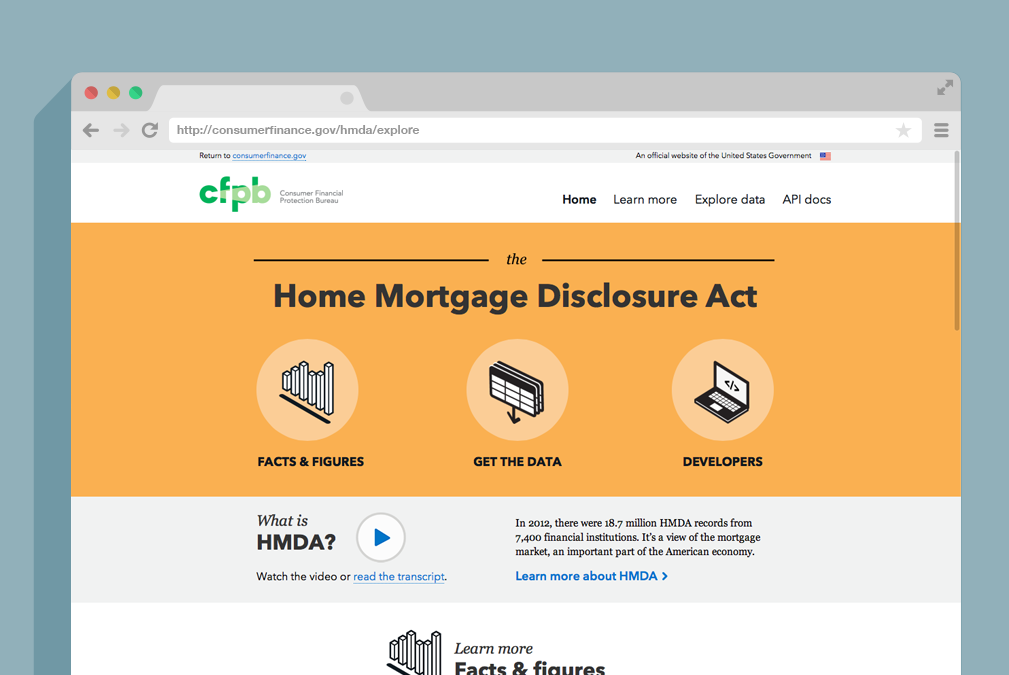 http://consumerfinance.gov/hmda/explore
Return to consumerfinance.gov
An official website of the United States Government
cfpb
Consumer Financial
Protection Bureau
Home
Learn more
Explore data
API docs
the
Home Mortgage Disclosure Act
</>
FACTS & FIGURES
GET THE DATA
DEVELOPERS
What is
HMDA?
Watch the video or read the transcript.
In 2012, there were 18.7 million HMDA records from
7,400 financial institutions. It’s a view of the mortgage
market, an important part of the American economy.
Learn more about HMDA >
Learn more
Facts & figures